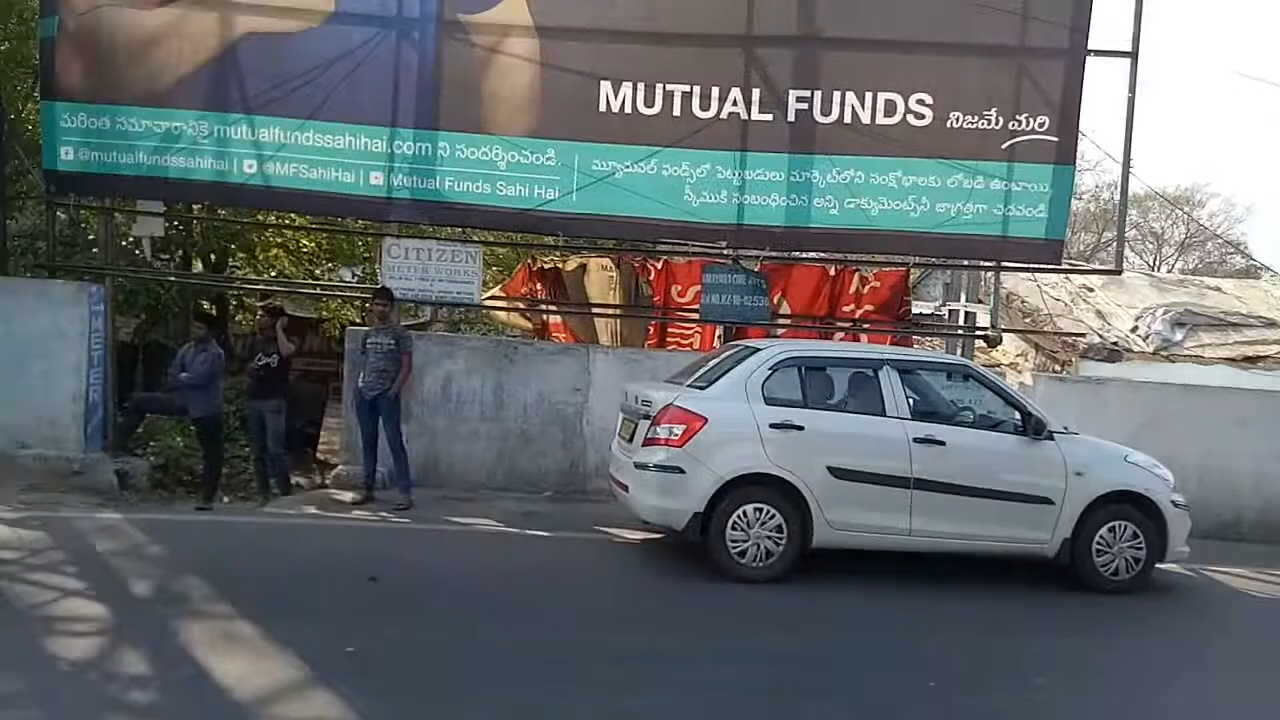 MUTUAL FUNDS నిజమే మరి
మరింత సమాచారానికై mutualfundssahihai.com ని సందర్శించండి.
@mutualfundssahihai | @MFSahiHai | Mutual Funds Sahi Hai
మ్యూచువల్ ఫండ్స్‌లో పెట్టుబడులు మార్కెట్‌లోని సంక్షోభాలకు లోబడి ఉంటాయి,
స్కీముకి సంబంధించిన అన్ని డాక్యుమెంట్స్‌నీ జాగ్రత్తగా చదవండి.
CITIZEN
METER WORKS
METER